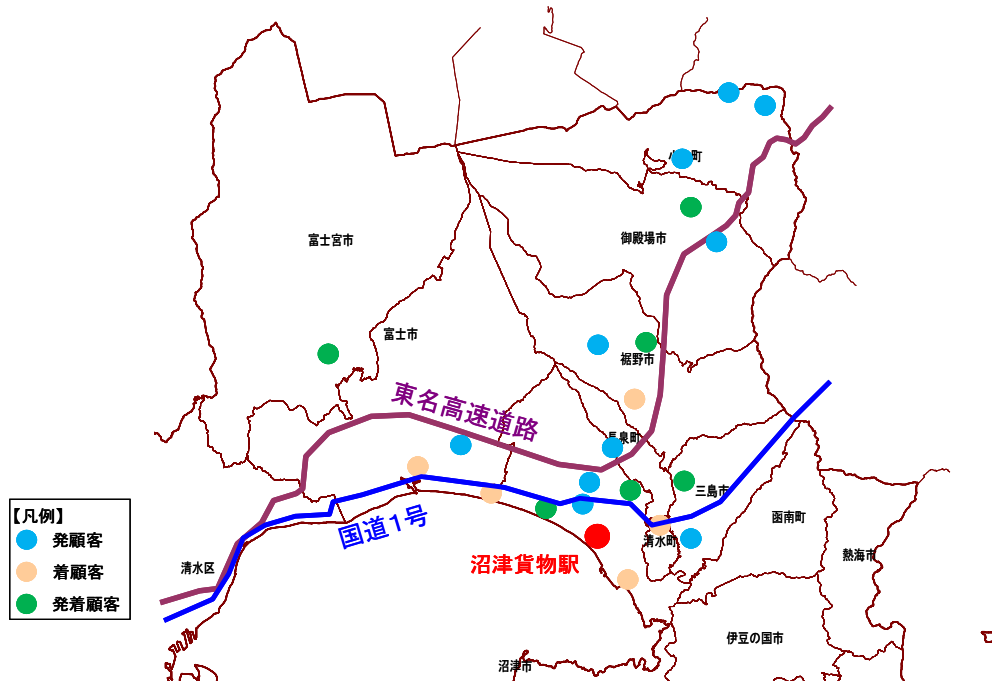 小山町
富士宮市
御殿場市
富士市
裾野市
東名高速道路
長泉町
三島市
【凡例】
発顧客
着顧客
発着顧客
国道1号
函南町
清水町
熱海市
沼津貨物駅
清水区
伊豆の国市
沼津市